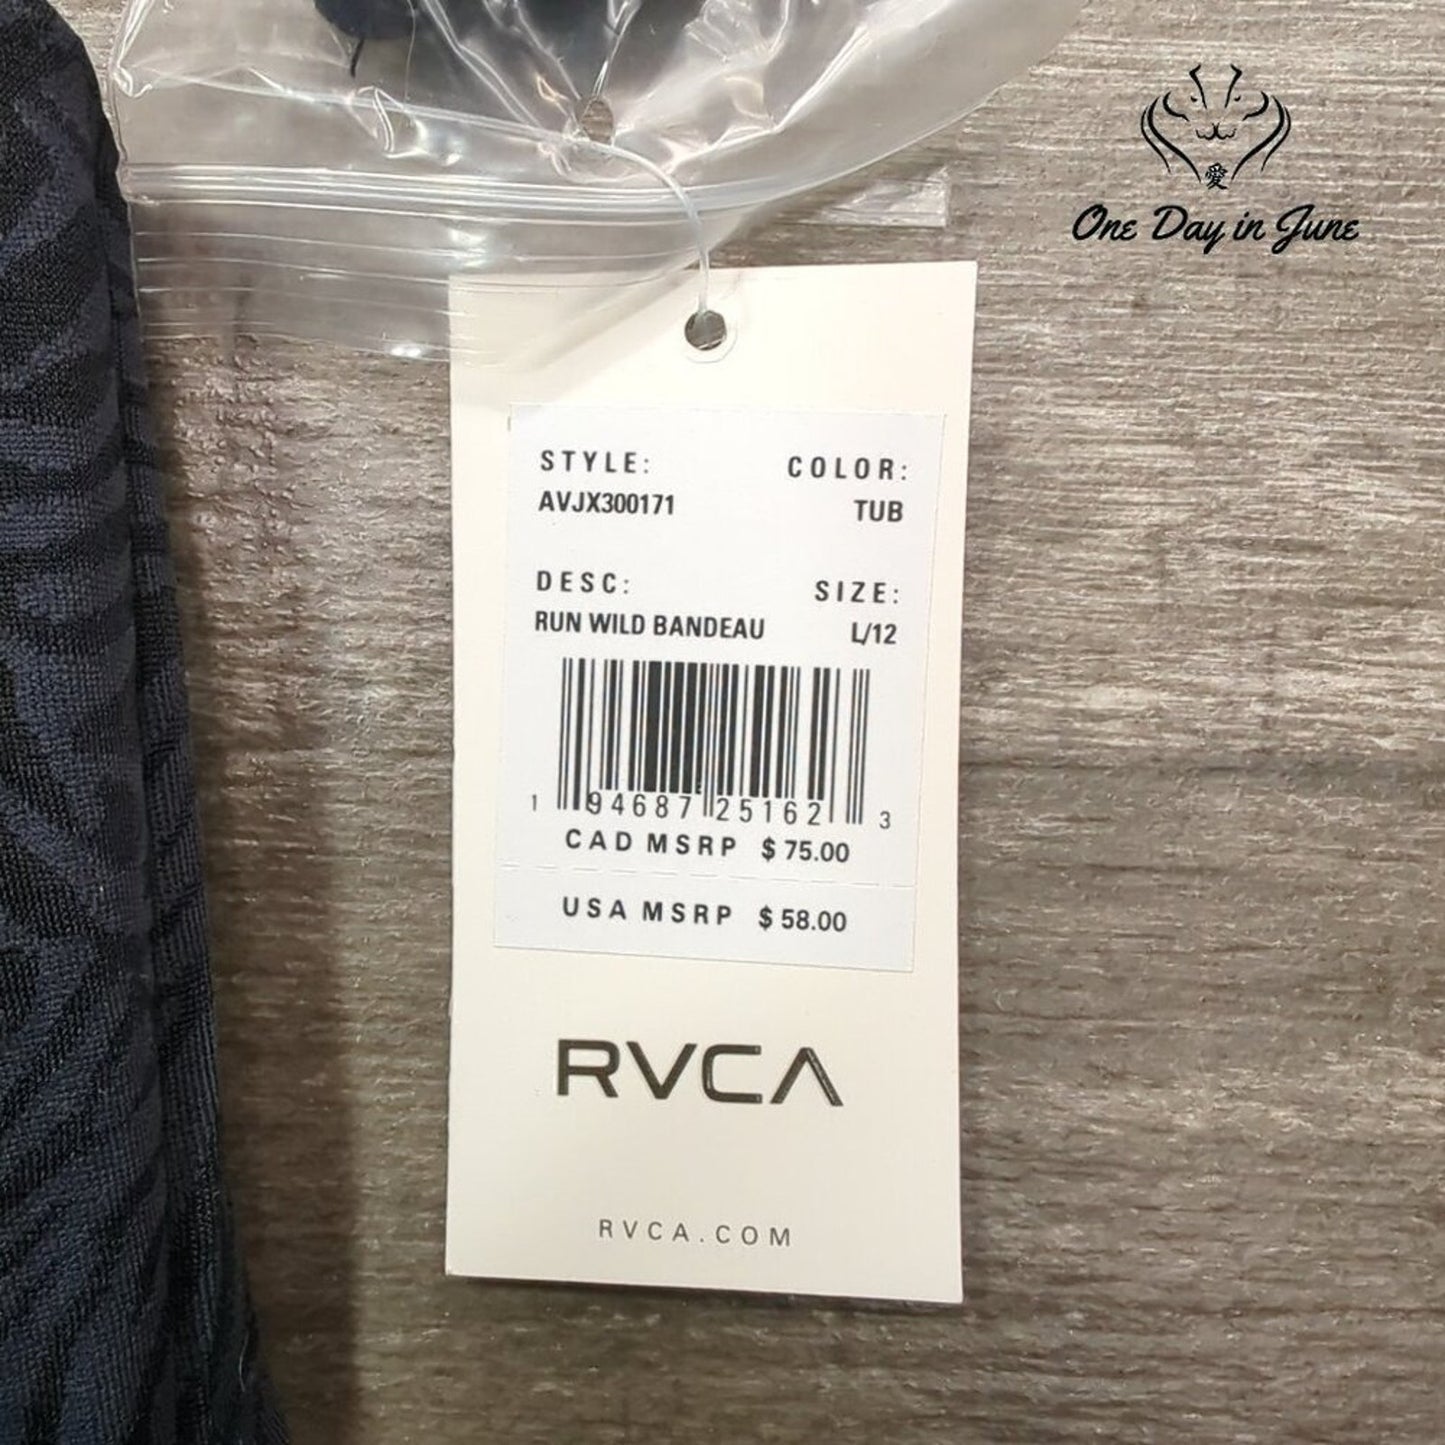 愛
One Day in June
STYLE: COLOR:
AVJX300171 TUB
DESC: SIZE:
RUN WILD BANDEAU L/12
1 94687 25162 3
CAD MSRP $ 75.00
USA MSRP $ 58.00
RVCA
RVCA.COM